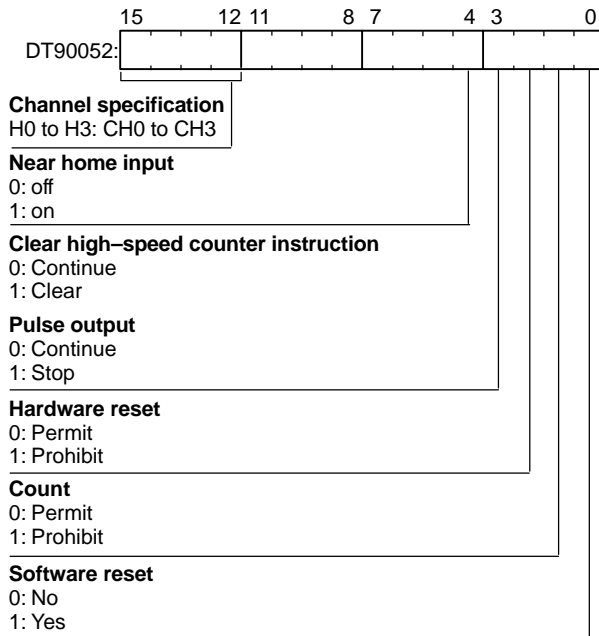 15 12 11 8 7 4 3 0
DT90052:
Channel specification
H0 to H3: CH0 to CH3
Near home input
0: off
1: on
Clear high–speed counter instruction
0: Continue
1: Clear
Pulse output
0: Continue
1: Stop
Hardware reset
0: Permit
1: Prohibit
Count
0: Permit
1: Prohibit
Software reset
0: No
1: Yes